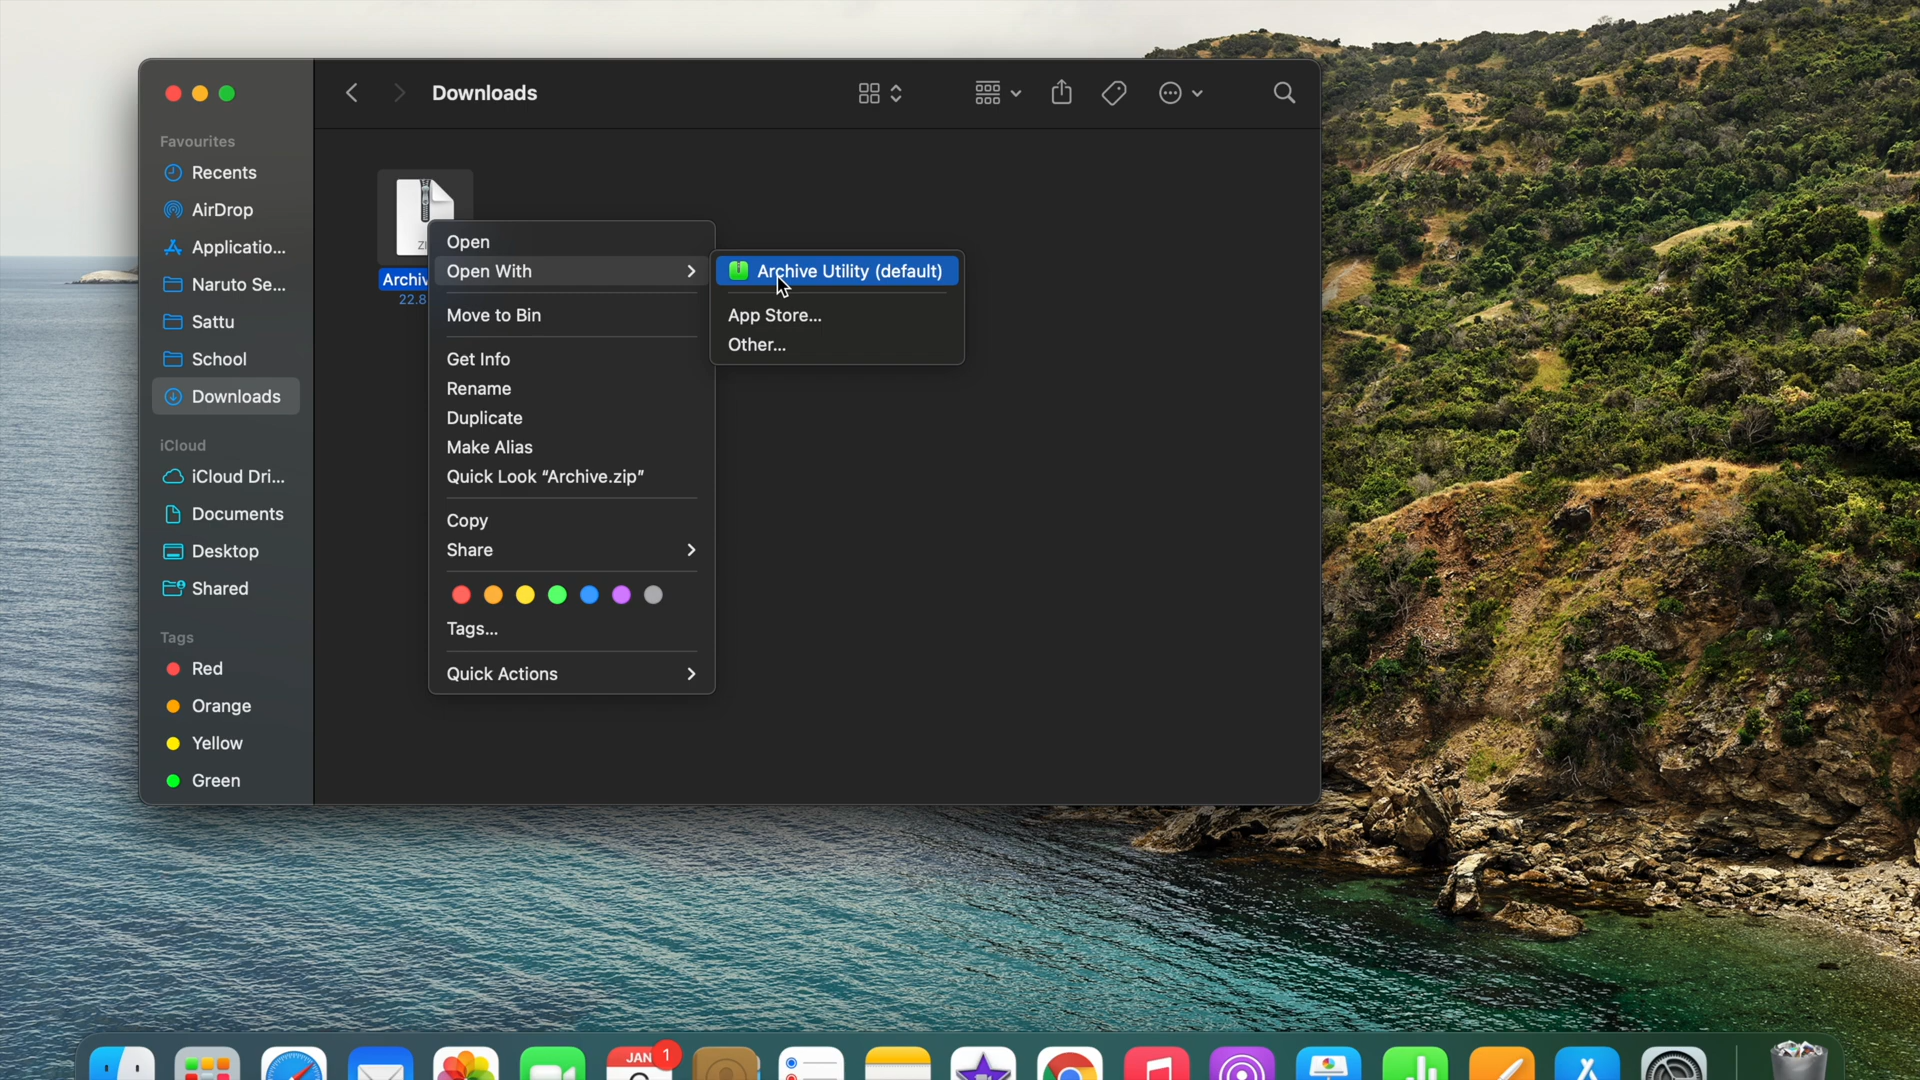 Downloads
Favourites
Recents
AirDrop
Applicatio...
Naruto Se...
Sattu
School
Downloads
iCloud
iCloud Dri...
Documents
Desktop
Shared
Tags
Red
Orange
Yellow
Green
Archiv
22.8
Open
Open With
Move to Bin
Get Info
Rename
Duplicate
Make Alias
Quick Look “Archive.zip”
Copy
Share
Tags...
Quick Actions
Archive Utility (default)
App Store...
Other...
JAN
1